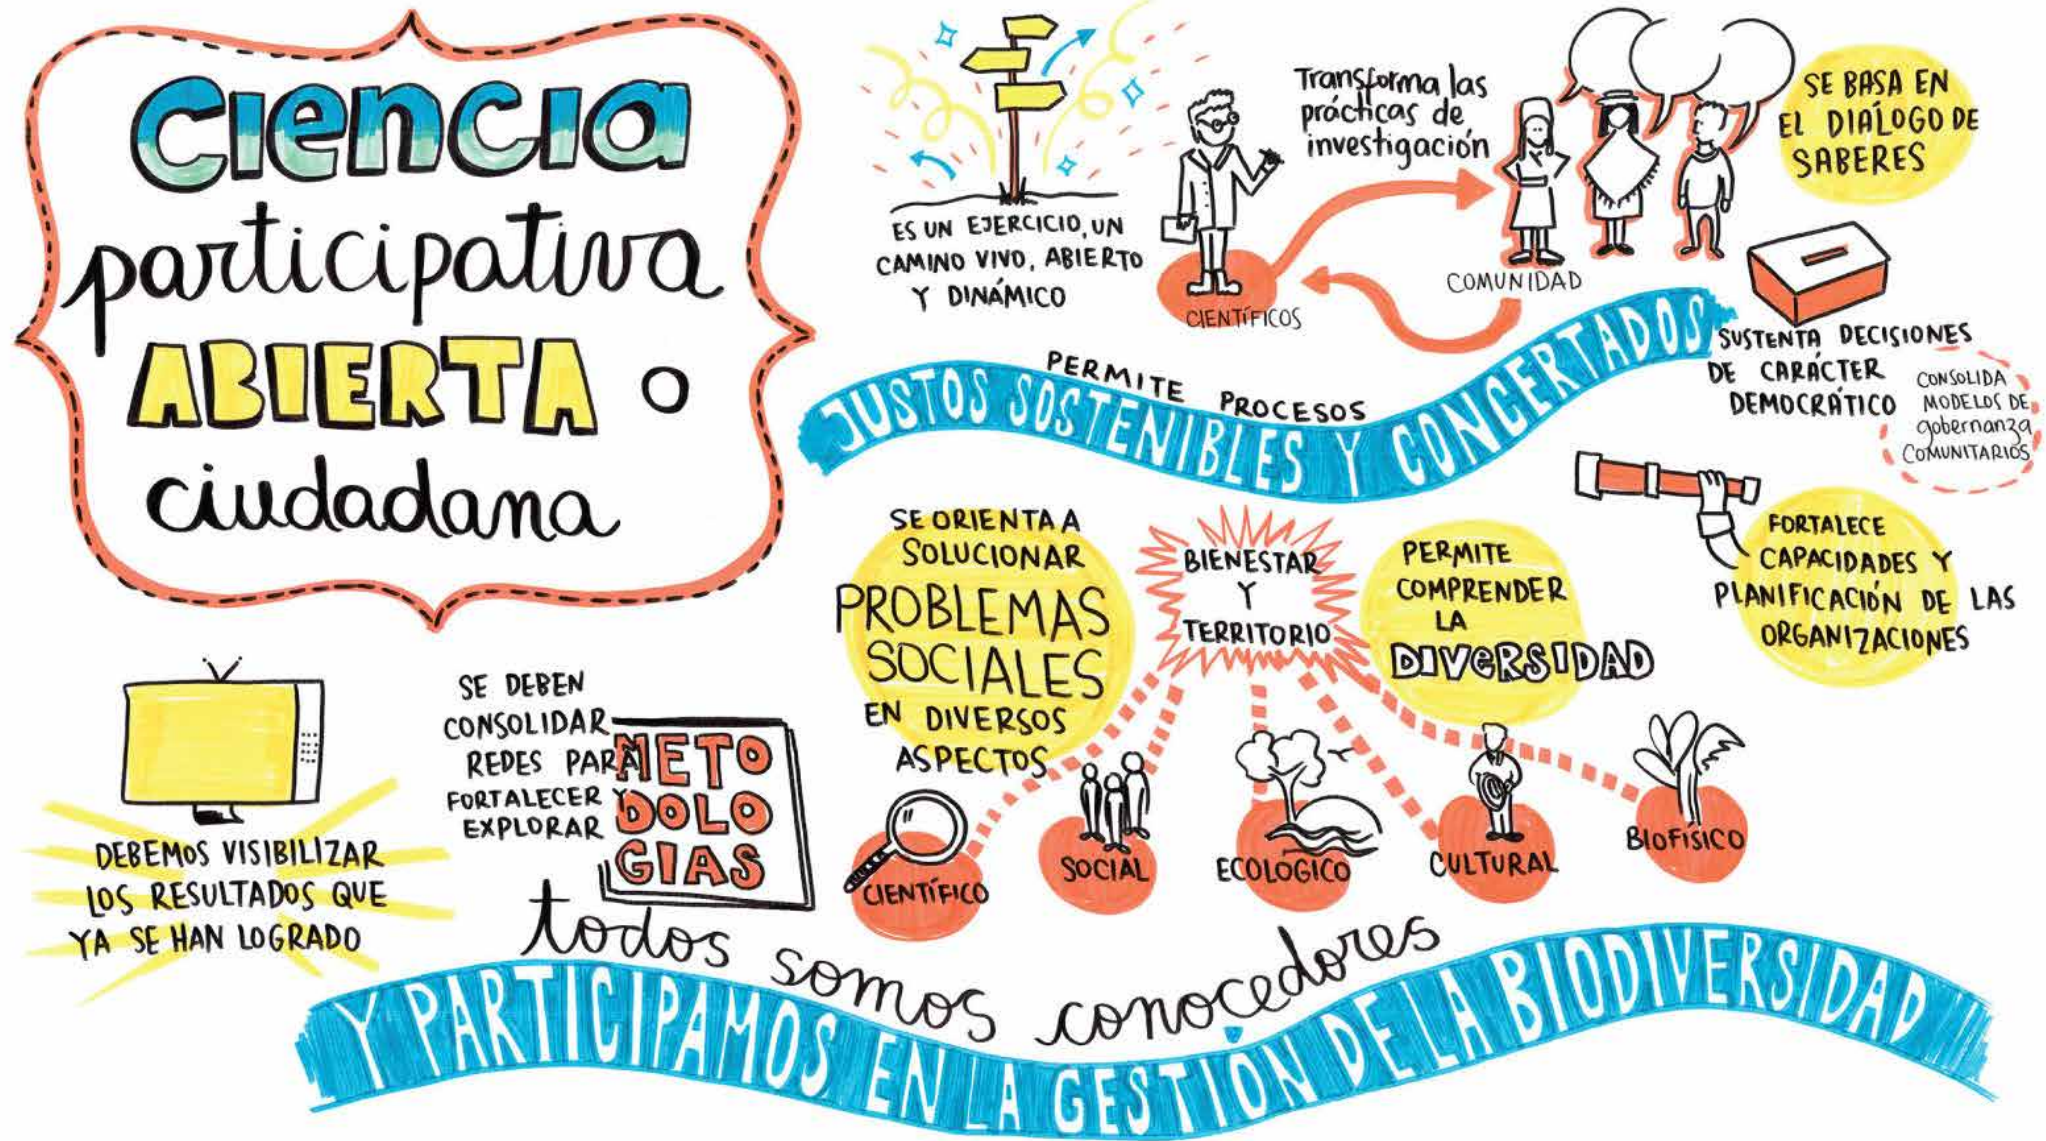 CIencIa
participativa
ABIERTA o
ciudadana
ES UN EJERCICIO, UN
CAMINO VIVO, ABIERTO
Y DINÁMICO
CIENTÍFICOS
Transforma las
prácticas de
investigación
COMUNIDAD
SE BASA EN
EL DIÁLOGO DE
SABERES
SUSTENTA DECISIONES
DE CARÁCTER
DEMOCRÁTICO
CONSOLIDA
MODELOS DE
gobernanza
COMUNITARIOS
PERMITE PROCESOS
JUSTOS SOSTENIBLES Y CONCERTADOS
SE ORIENTA A
SOLUCIONAR
PROBLEMAS
SOCIALES
EN DIVERSOS
ASPECTOS
BIENESTAR
Y
TERRITORIO
PERMITE
COMPRENDER
LA
DIVERSIDAD
FORTALECE
CAPACIDADES Y
PLANIFICACIÓN DE LAS
ORGANIZACIONES
CIENTÍFICO
SOCIAL
ECOLÓGICO
CULTURAL
BIOFÍSICO
DEBEMOS VISIBILIZAR
LOS RESULTADOS QUE
YA SE HAN LOGRADO
SE DEBEN
CONSOLIDAR
REDES PARA
FORTALECER Y
EXPLORAR
METO
DOLO
GIAS
todos somos conocedores
Y PARTICIPAMOS EN LA GESTIÓN DE LA BIODIVERSIDAD